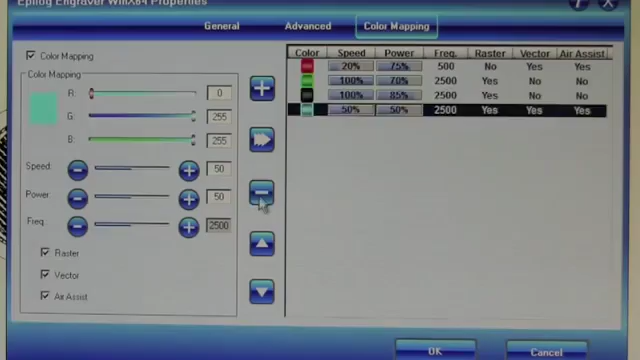 Epilog Engraver WinX64 Properties
? X
General Advanced Color Mapping
Color Mapping
Color Mapping
R: 0
G: 255
B: 255
Speed: 50
Power: 50
Freq: 2500
Raster
Vector
Air Assist
Color Speed Power Freq. Raster Vector Air Assist
20% 75% 500 No Yes Yes
100% 70% 2500 Yes No No
100% 85% 2500 Yes No No
50% 50% 2500 Yes Yes Yes
OK Cancel